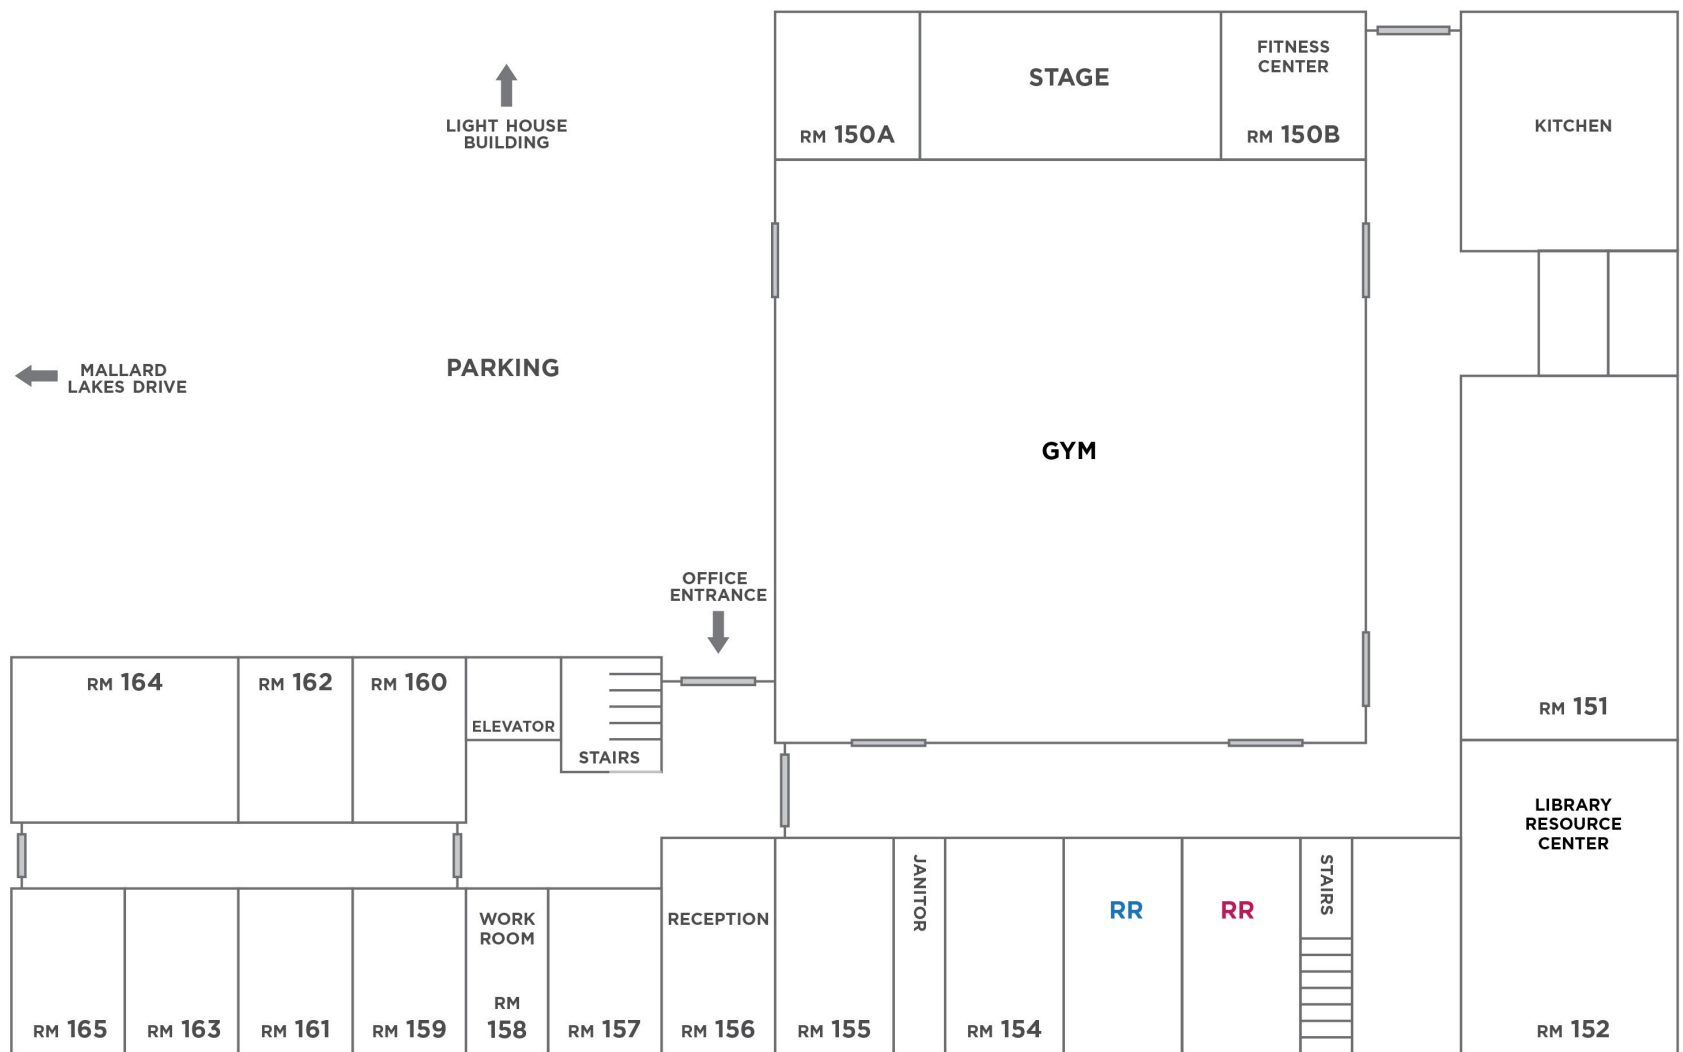 FITNESS
CENTER
STAGE
RM 150A
RM 150B
KITCHEN
LIGHT HOUSE
BUILDING
MALLARD
LAKES DRIVE
PARKING
GYM
OFFICE
ENTRANCE
RM 164
RM 162
RM 160
ELEVATOR
STAIRS
RM 151
LIBRARY
RESOURCE
CENTER
JANITOR
STAIRS
RR
RR
WORK
ROOM
RECEPTION
RM 165
RM 163
RM 161
RM 159
RM
158
RM 157
RM 156
RM 155
RM 154
RM 152